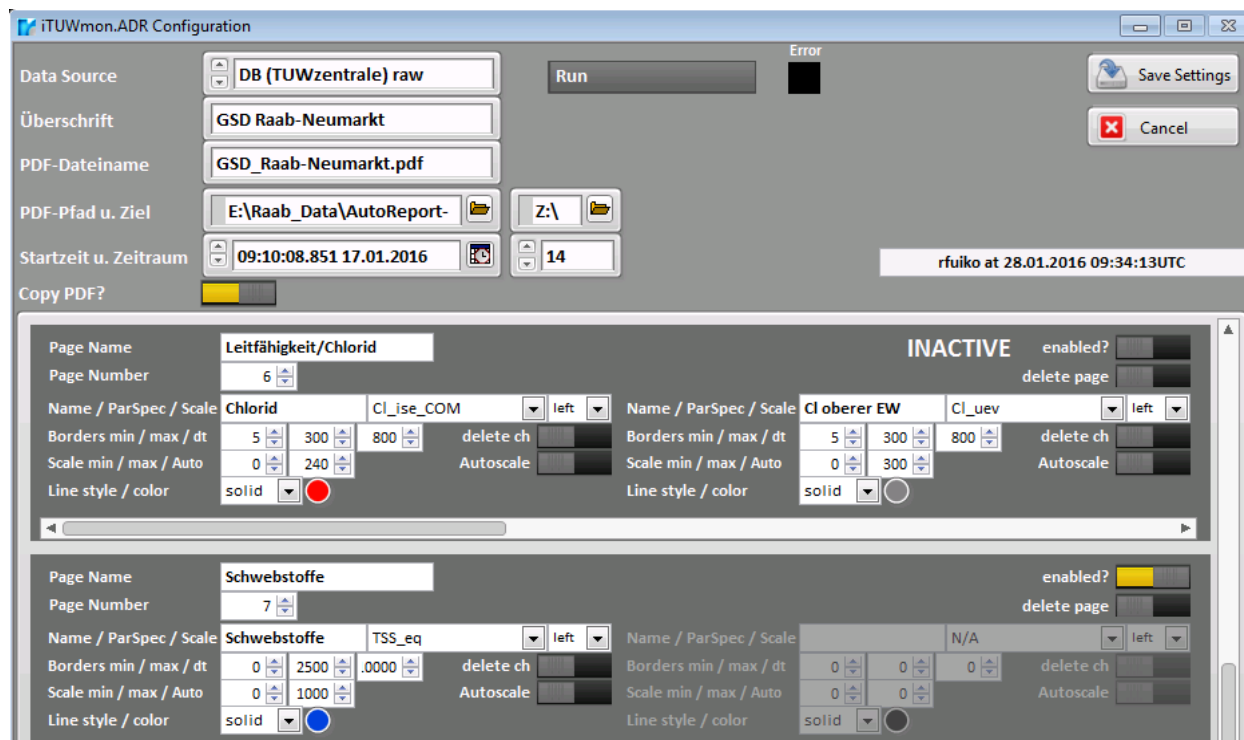 iTUWmon.ADR Configuration
Error
Data Source DB (TUWzentrale) raw Run Save Settings
Überschrift GSD Raab-Neumarkt Cancel
PDF-Dateiname GSD_Raab-Neumarkt.pdf
PDF-Pfad u. Ziel E:\Raab_Data\AutoReport- Z:\
Startzeit u. Zeitraum 09:10:08.851 17.01.2016 14 rfuiko at 28.01.2016 09:34:13UTC
Copy PDF?
Page Name Leitfähigkeit/Chlorid INACTIVE enabled?
Page Number 6 delete page
Name / ParSpec / Scale Chlorid Cl_ise_COM left Name / ParSpec / Scale Cl oberer EW Cl_uev left
Borders min / max / dt 5 300 800 delete ch Borders min / max / dt 5 300 800 delete ch
Scale min / max / Auto 0 240 Autoscale Scale min / max / Auto 0 300 Autoscale
Line style / color solid Line style / color solid
Page Name Schwebstoffe enabled?
Page Number 7 delete page
Name / ParSpec / Scale Schwebstoffe TSS_eq left Name / ParSpec / Scale N/A left
Borders min / max / dt 0 2500 .0000 delete ch Borders min / max / dt 0 0 0 delete ch
Scale min / max / Auto 0 1000 Autoscale Scale min / max / Auto 0 0 Autoscale
Line style / color solid Line style / color solid